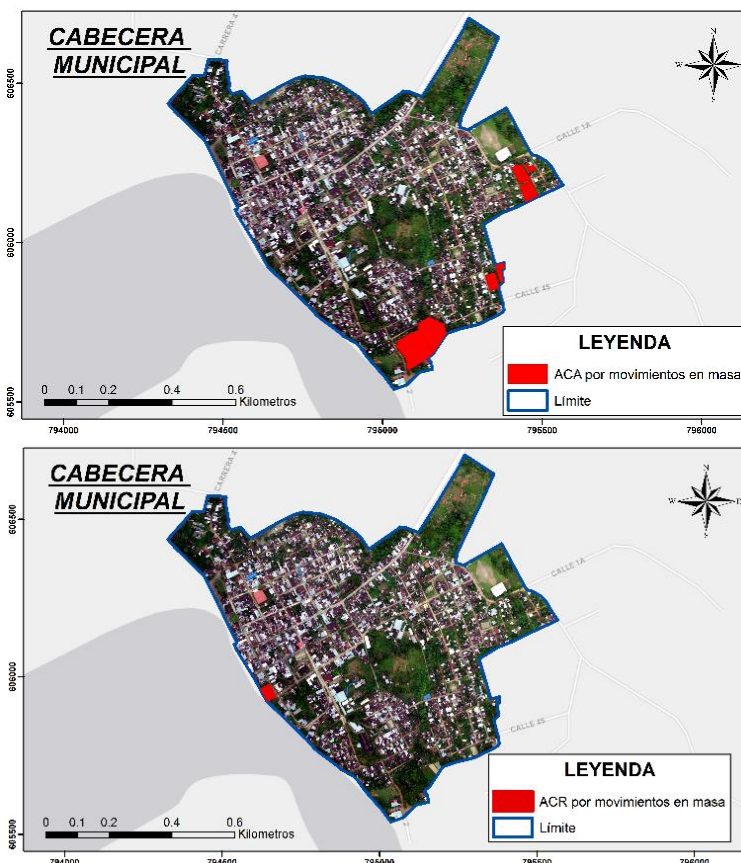 CABECERA
MUNICIPAL
CARRERA 4
N
W
S
CALLE 1A
CALLE 4S
606500
606000
605500
LEYENDA
ACA por movimientos en masa
Límite
0 0.1 0.2 0.4 0.6
Kilometros
794000 794500 795000 795500 796000
CABECERA
MUNICIPAL
CARRERA 4
N
W
S
CALLE 1A
CALLE 4S
606500
606000
605500
LEYENDA
ACR por movimientos en masa
Límite
0 0.1 0.2 0.4 0.6
Kilometros
794000 794500 795000 795500 796000